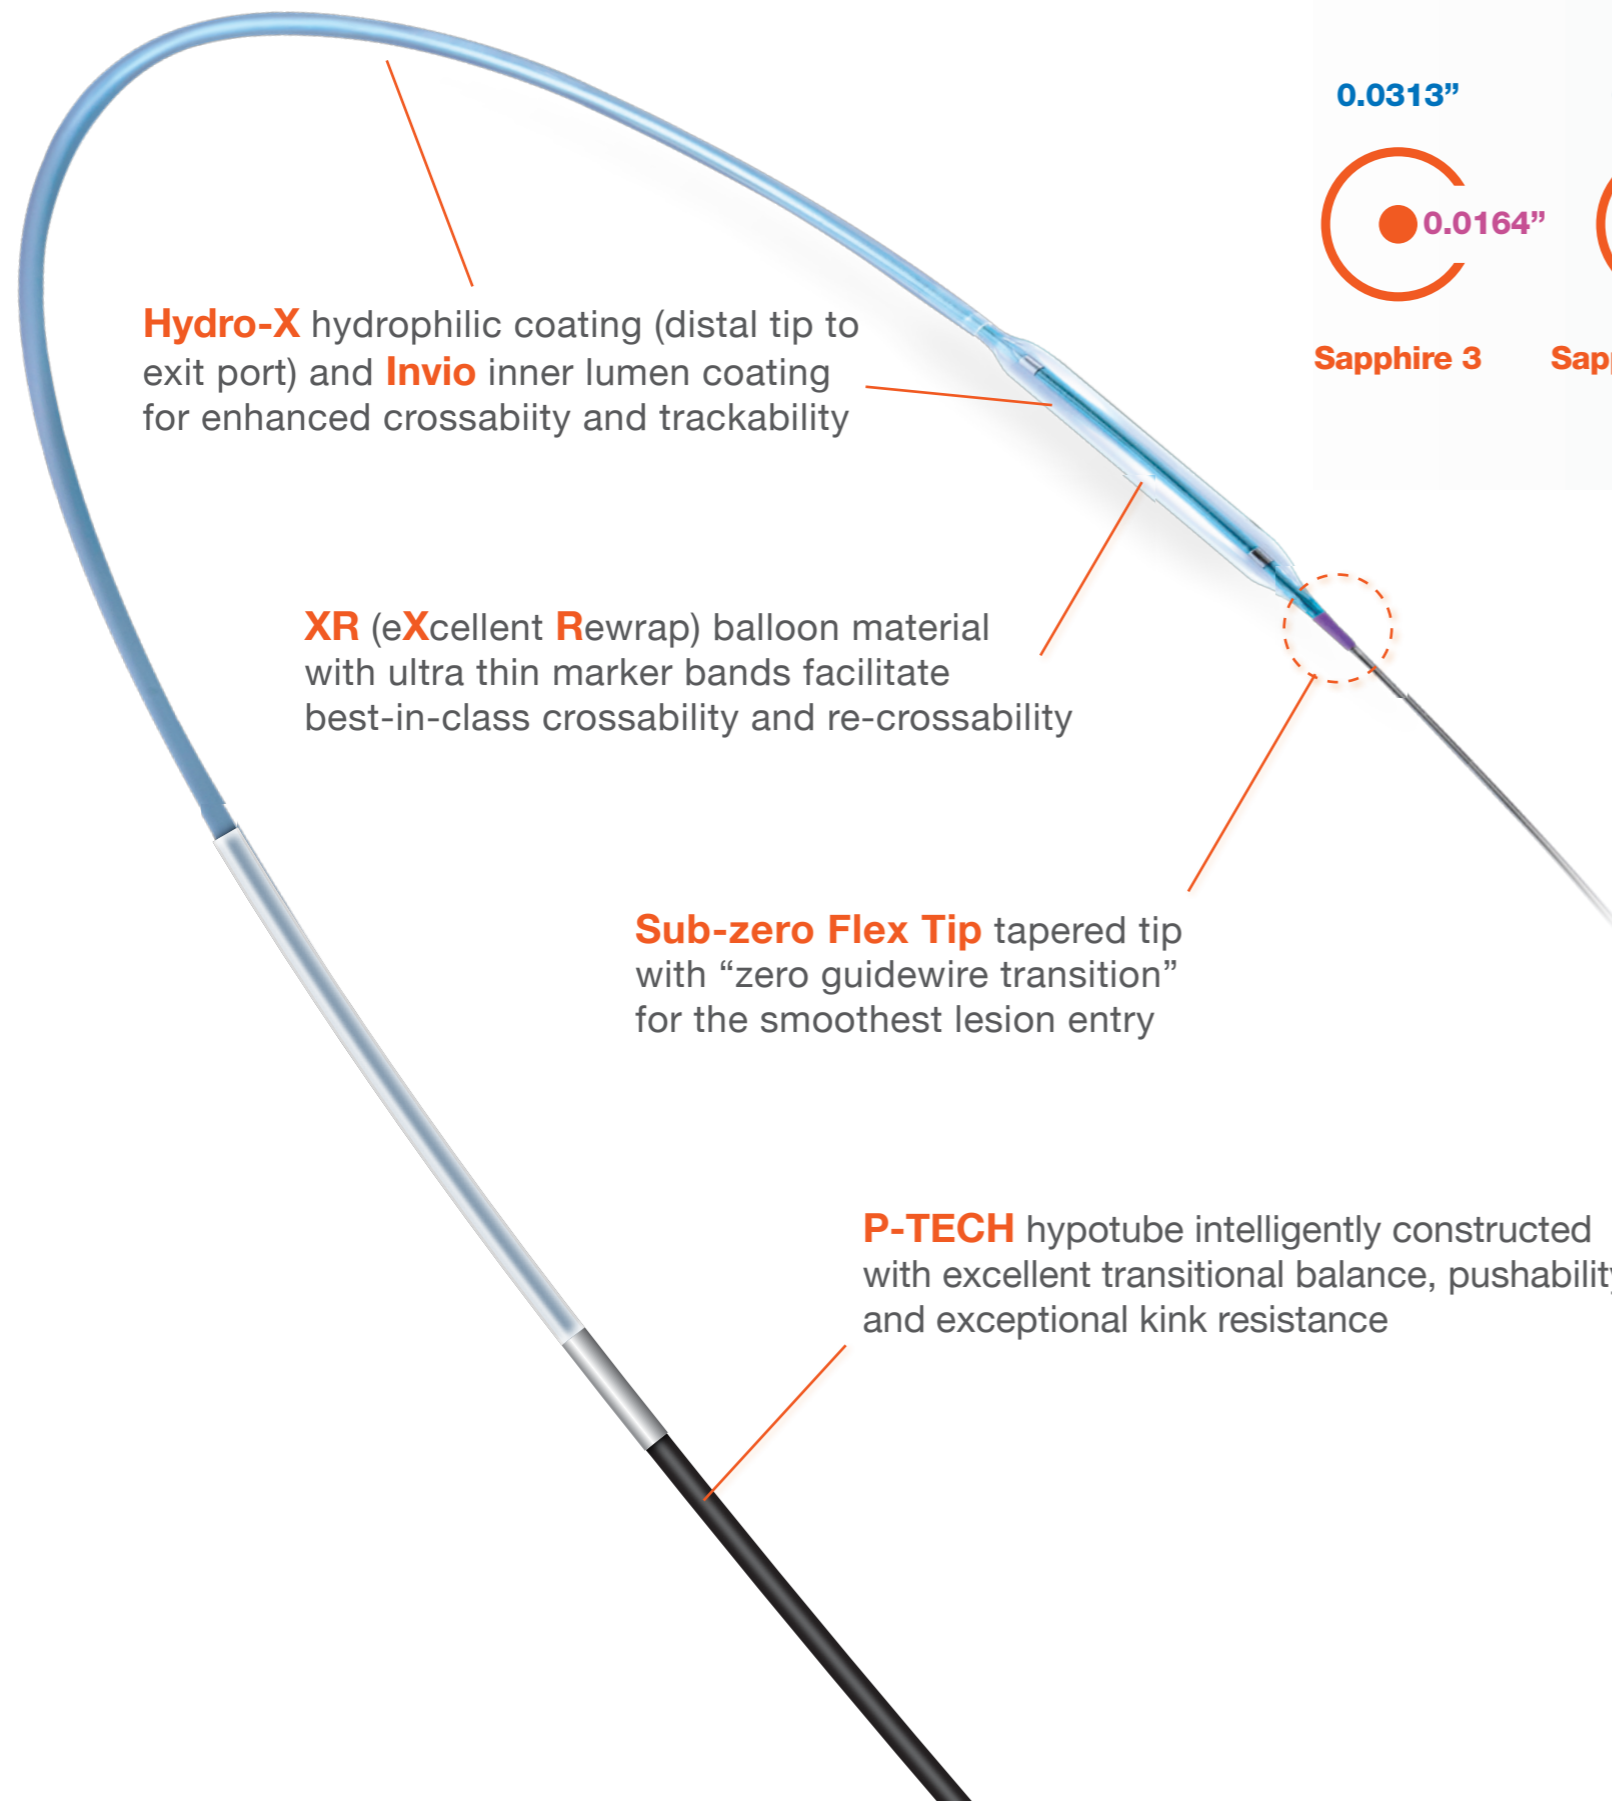 0.0313”
0.0164”
Sapphire 3
Hydro-X hydrophilic coating (distal tip to
exit port) and Invio inner lumen coating
for enhanced crossabiity and trackability
XR (eXcellent Rewrap) balloon material
with ultra thin marker bands facilitate
best-in-class crossability and re-crossability
Sub-zero Flex Tip tapered tip
with “zero guidewire transition”
for the smoothest lesion entry
P-TECH hypotube intelligently constructed
with excellent transitional balance, pushability
and exceptional kink resistance